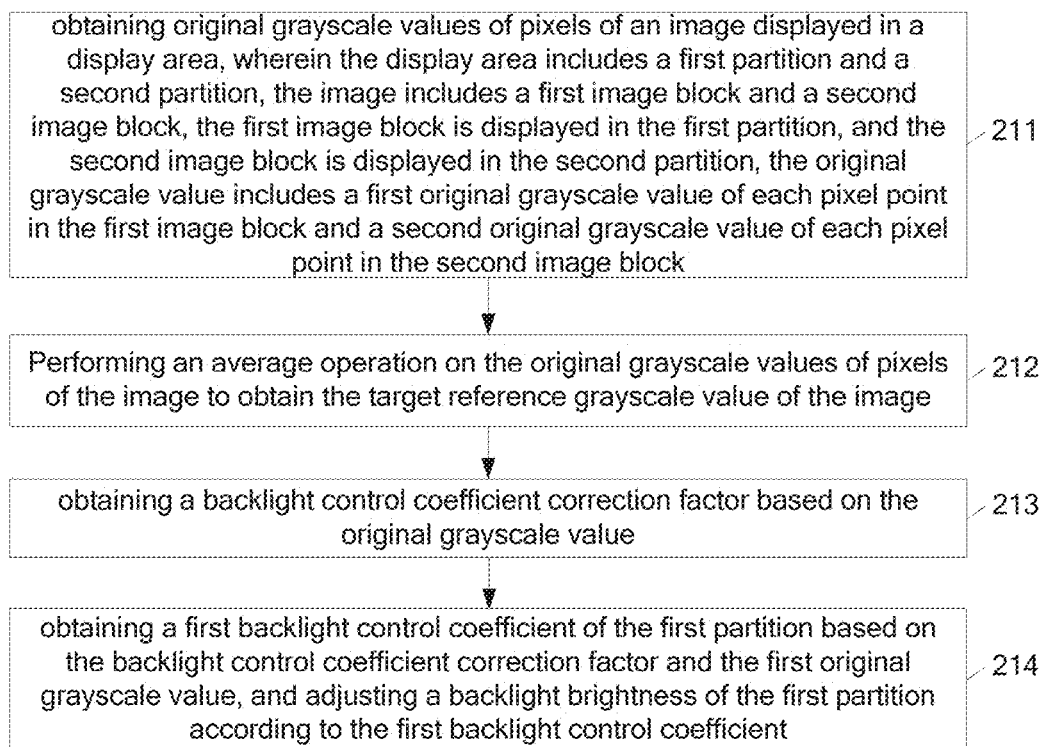 obtaining original grayscale values of pixels of an image displayed in a
display area, wherein the display area includes a first partition and a
second partition, the image includes a first image block and a second
image block, the first image block is displayed in the first partition, and the
second image block is displayed in the second partition, the original
grayscale value includes a first original grayscale value of each pixel point
in the first image block and a second original grayscale value of each pixel
point in the second image block
211
Performing an average operation on the original grayscale values of pixels
of the image to obtain the target reference grayscale value of the image
212
obtaining a backlight control coefficient correction factor based on the
original grayscale value
213
obtaining a first backlight control coefficient of the first partition based on
the backlight control coefficient correction factor and the first original
grayscale value, and adjusting a backlight brightness of the first partition
according to the first backlight control coefficient
214